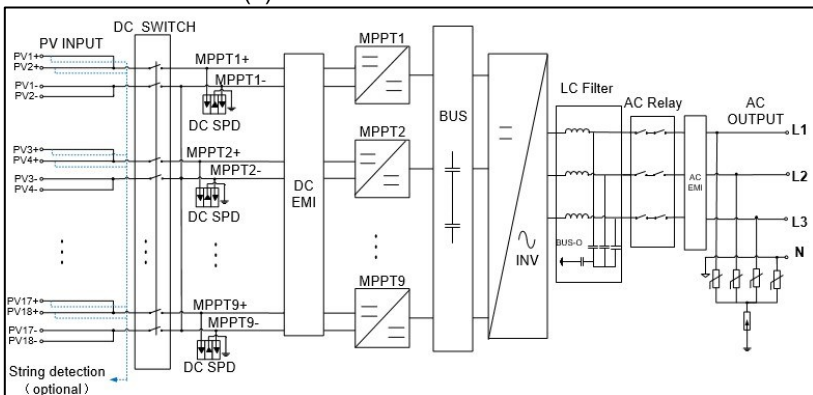 DC SWITCH
PV INPUT
PV1+
PV2+
PV1-
PV2-
MPPT1+
MPPT1-
DC SPD
PV3+
PV4+
PV3-
PV4-
MPPT2+
MPPT2-
DC SPD
PV17+
PV18+
PV17-
PV18-
MPPT9+
MPPT9-
DC SPD
String detection
（optional）
DC
EMI
MPPT1
MPPT2
MPPT9
BUS
INV
LC Filter
BUS-O
AC Relay
AC
EMI
AC
OUTPUT
L1
L2
L3
N